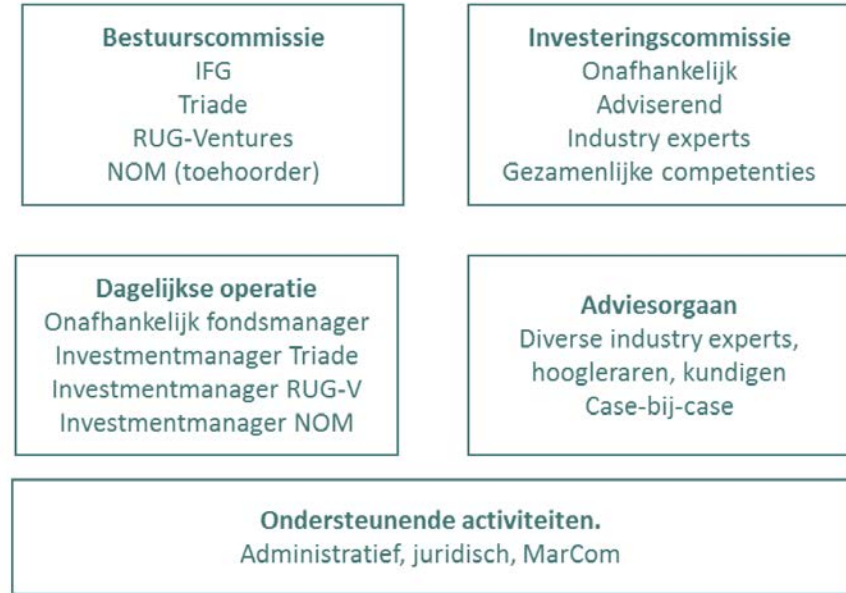 Bestuurscommissie
IFG
Triade
RUG-Ventures
NOM (toehoorder)
Investeringscommissie
Onafhankelijk
Adviserend
Industry experts
Gezamenlijke competenties
Dagelijkse operatie
Onafhankelijk fondsmanager
Investmentmanager Triade
Investmentmanager RUG-V
Investmentmanager NOM
Adviesorgaan
Diverse industry experts,
hoogleraren, kundigen
Case-bij-case
Ondersteunende activiteiten.
Administratief, juridisch, MarCom